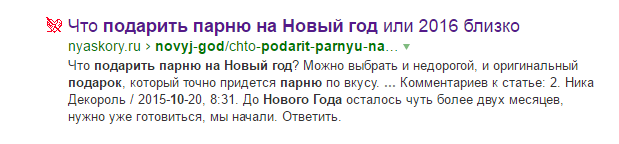 Что подарить парню на Новый год или 2016 близко
nyaskory.ru › novyj-god/chto-podarit-parnyu-na...
Что подарить парню на Новый год? Можно выбрать и недорогой, и оригинальный
подарок, который точно придется парню по вкусу. ... Комментариев к статье: 2. Ника
Декороль / 2015-10-20, 8:31. До Нового Года осталось чуть более двух месяцев,
нужно уже готовиться, мы начали. Ответить.